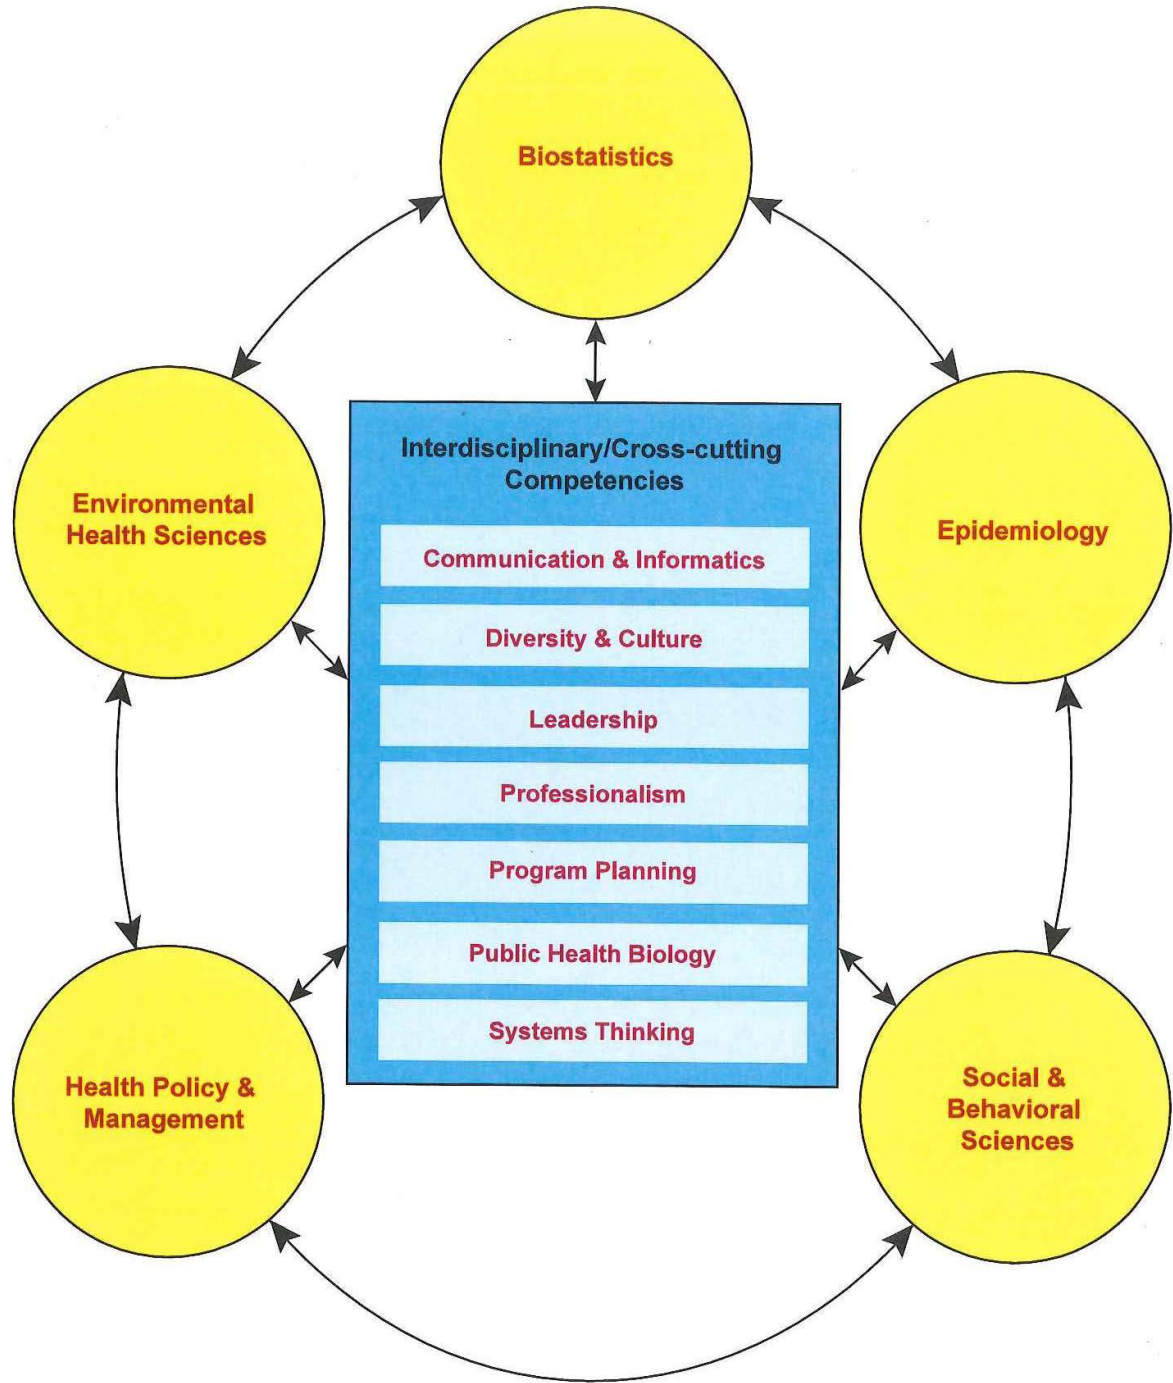 Biostatistics
Environmental
Health Sciences
Epidemiology
Interdisciplinary/Cross-cutting
Competencies
Communication & Informatics
Diversity & Culture
Leadership
Professionalism
Program Planning
Public Health Biology
Systems Thinking
Health Policy &
Management
Social &
Behavioral
Sciences